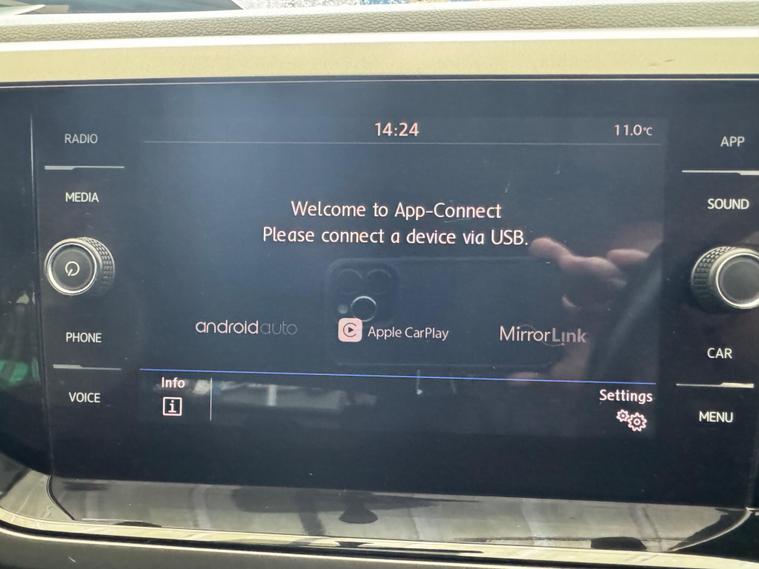 14:24
11.0°C
RADIO
MEDIA
PHONE
VOICE
Welcome to App-Connect
Please connect a device via USB.
androidauto
Apple CarPlay
MirrorLink
Info
i
Settings
APP
SOUND
CAR
MENU